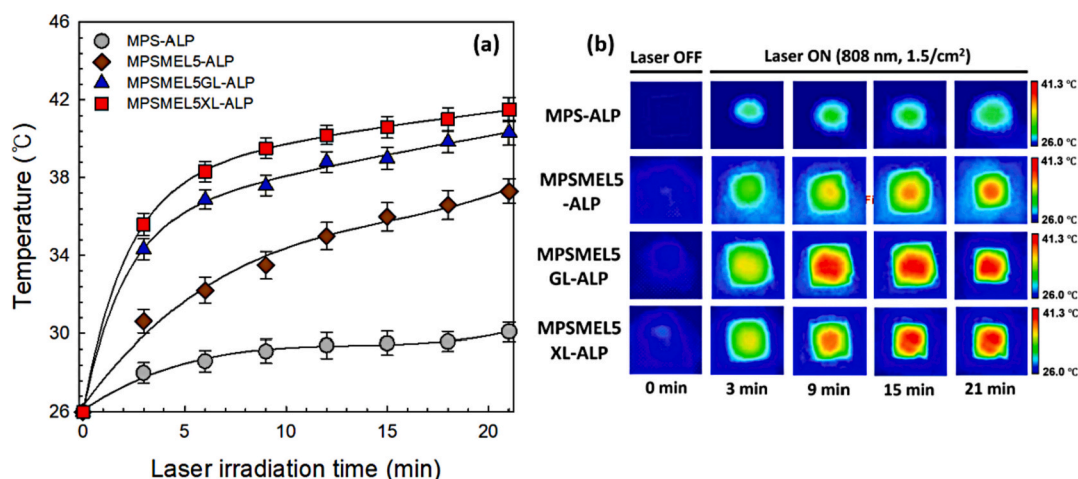 46
42
38
34
30
26
0
5
10
15
20
Temperature (℃)
Laser irradiation time (min)
MPS-ALP
MPSMEL5-ALP
MPSMEL5GL-ALP
MPSMEL5XL-ALP
(a)
(b)
Laser OFF
Laser ON (808 nm, 1.5/cm²)
MPS-ALP
41.3 ℃
26.0 ℃
MPSMEL5
-ALP
Fi
41.3 ℃
26.0 ℃
MPSMEL5
GL-ALP
41.3 ℃
26.0 ℃
MPSMEL5
XL-ALP
41.3 ℃
26.0 ℃
0 min
3 min
9 min
15 min
21 min